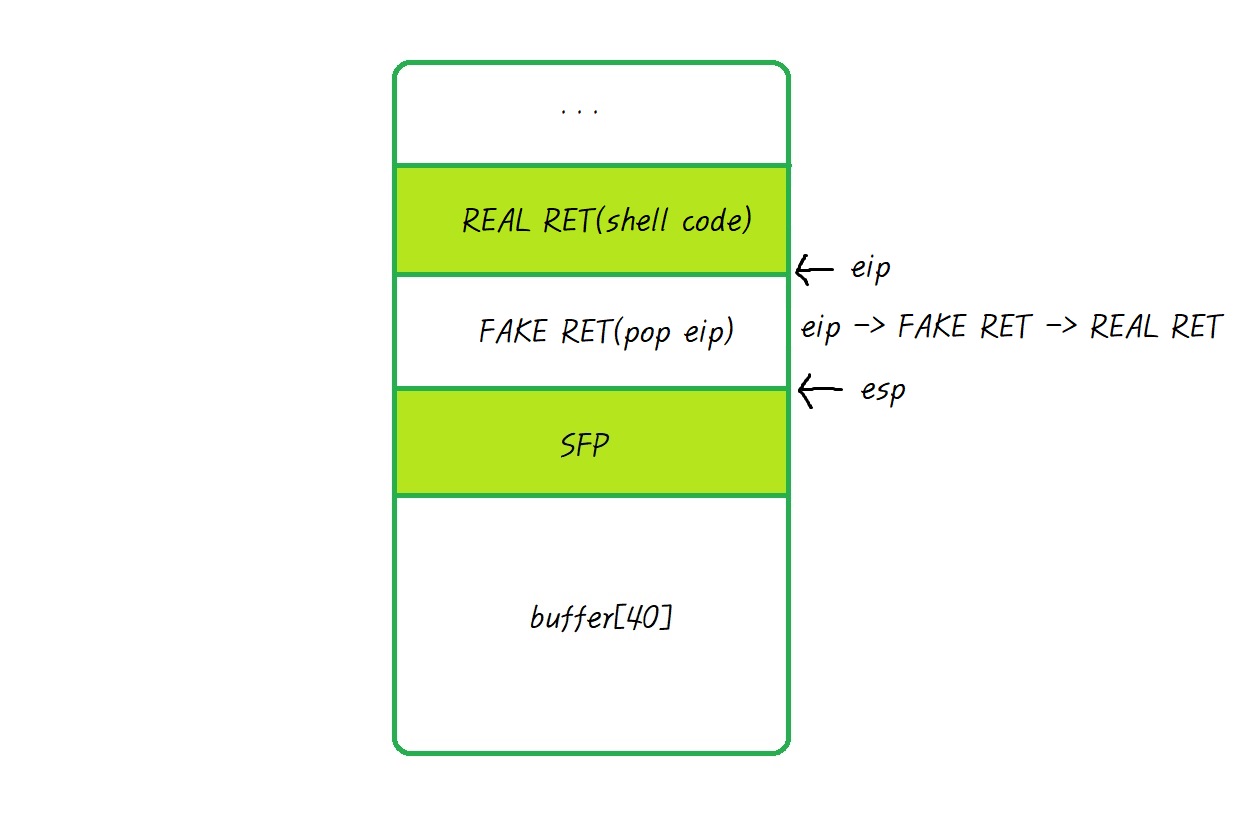 . . .
REAL RET(shell code)
eip
FAKE RET(pop eip)
eip -> FAKE RET -> REAL RET
esp
SFP
buffer[40]